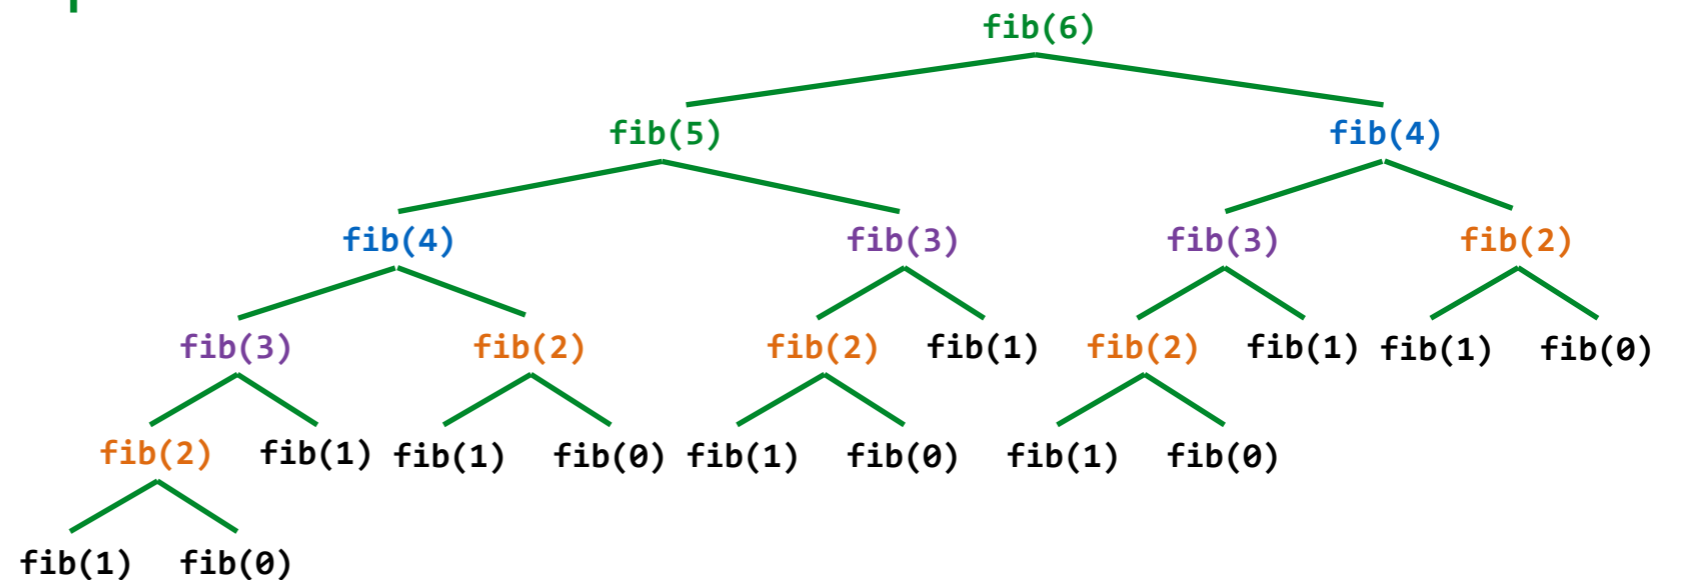 fib(6)
fib(5) fib(4)
fib(4) fib(3) fib(3) fib(2)
fib(3) fib(2) fib(2) fib(1) fib(2) fib(1) fib(1) fib(0)
fib(2) fib(1) fib(1) fib(0) fib(1) fib(0) fib(1) fib(0)
fib(1) fib(0)